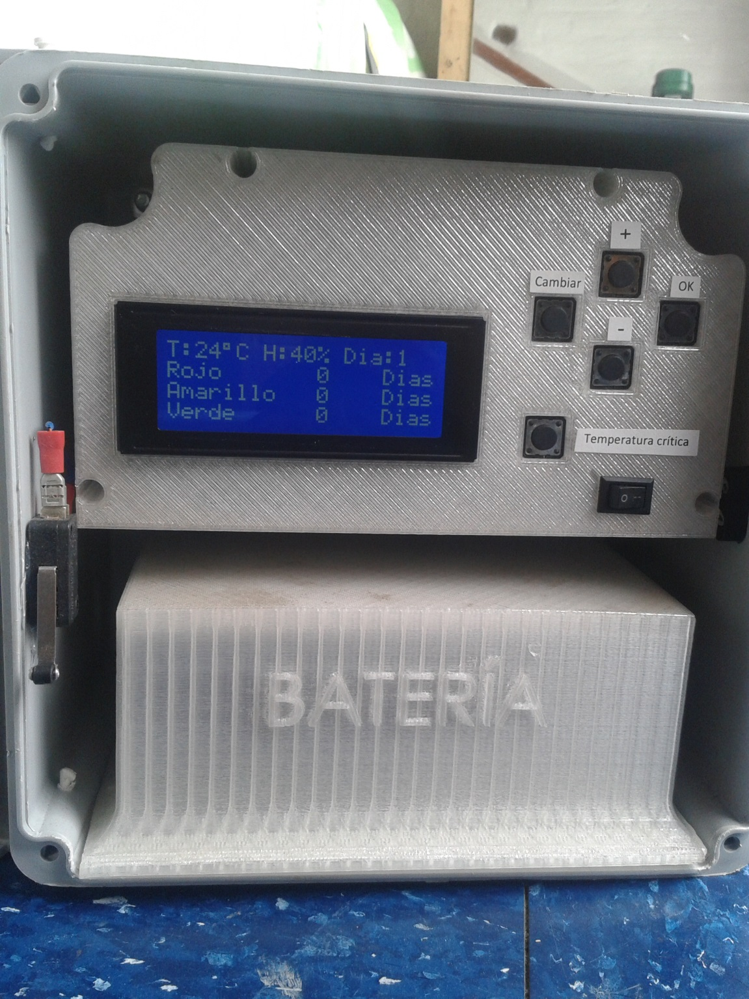 +
Cambiar
OK
-
T:24°C H:40% Dia:1
Rojo 0 Dias
Amarillo 0 Dias
Verde 0 Dias
Temperatura crítica
O -
BATERÍA